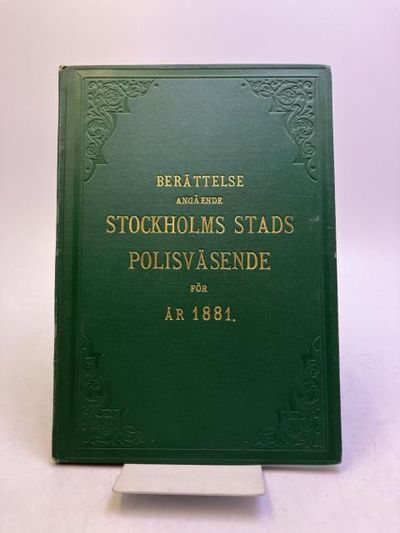 BERÄTTELSE
ANGÅENDE
STOCKHOLMS STADS
POLISVÄSENDE
FÖR
ÅR 1881.